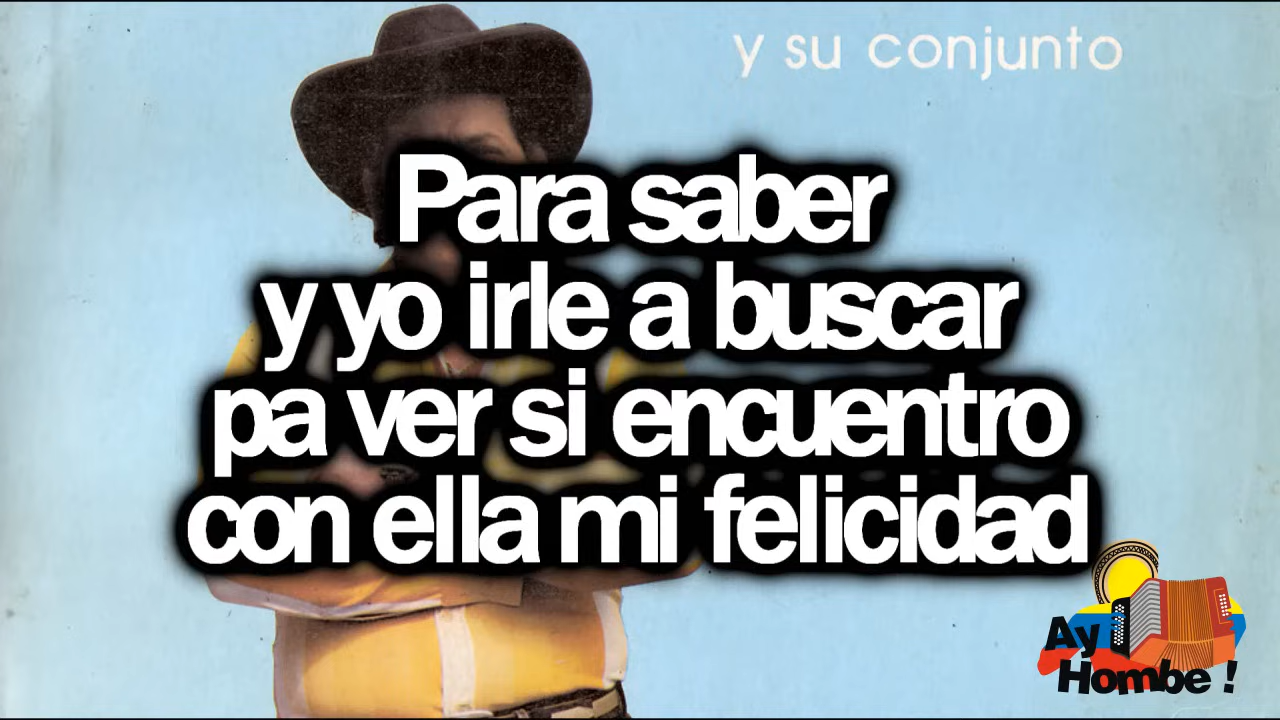 y su conjunto
Para saber
y yo irle a buscar
pa ver si encuentro
con ella mi felicidad
Ay
Hombe !